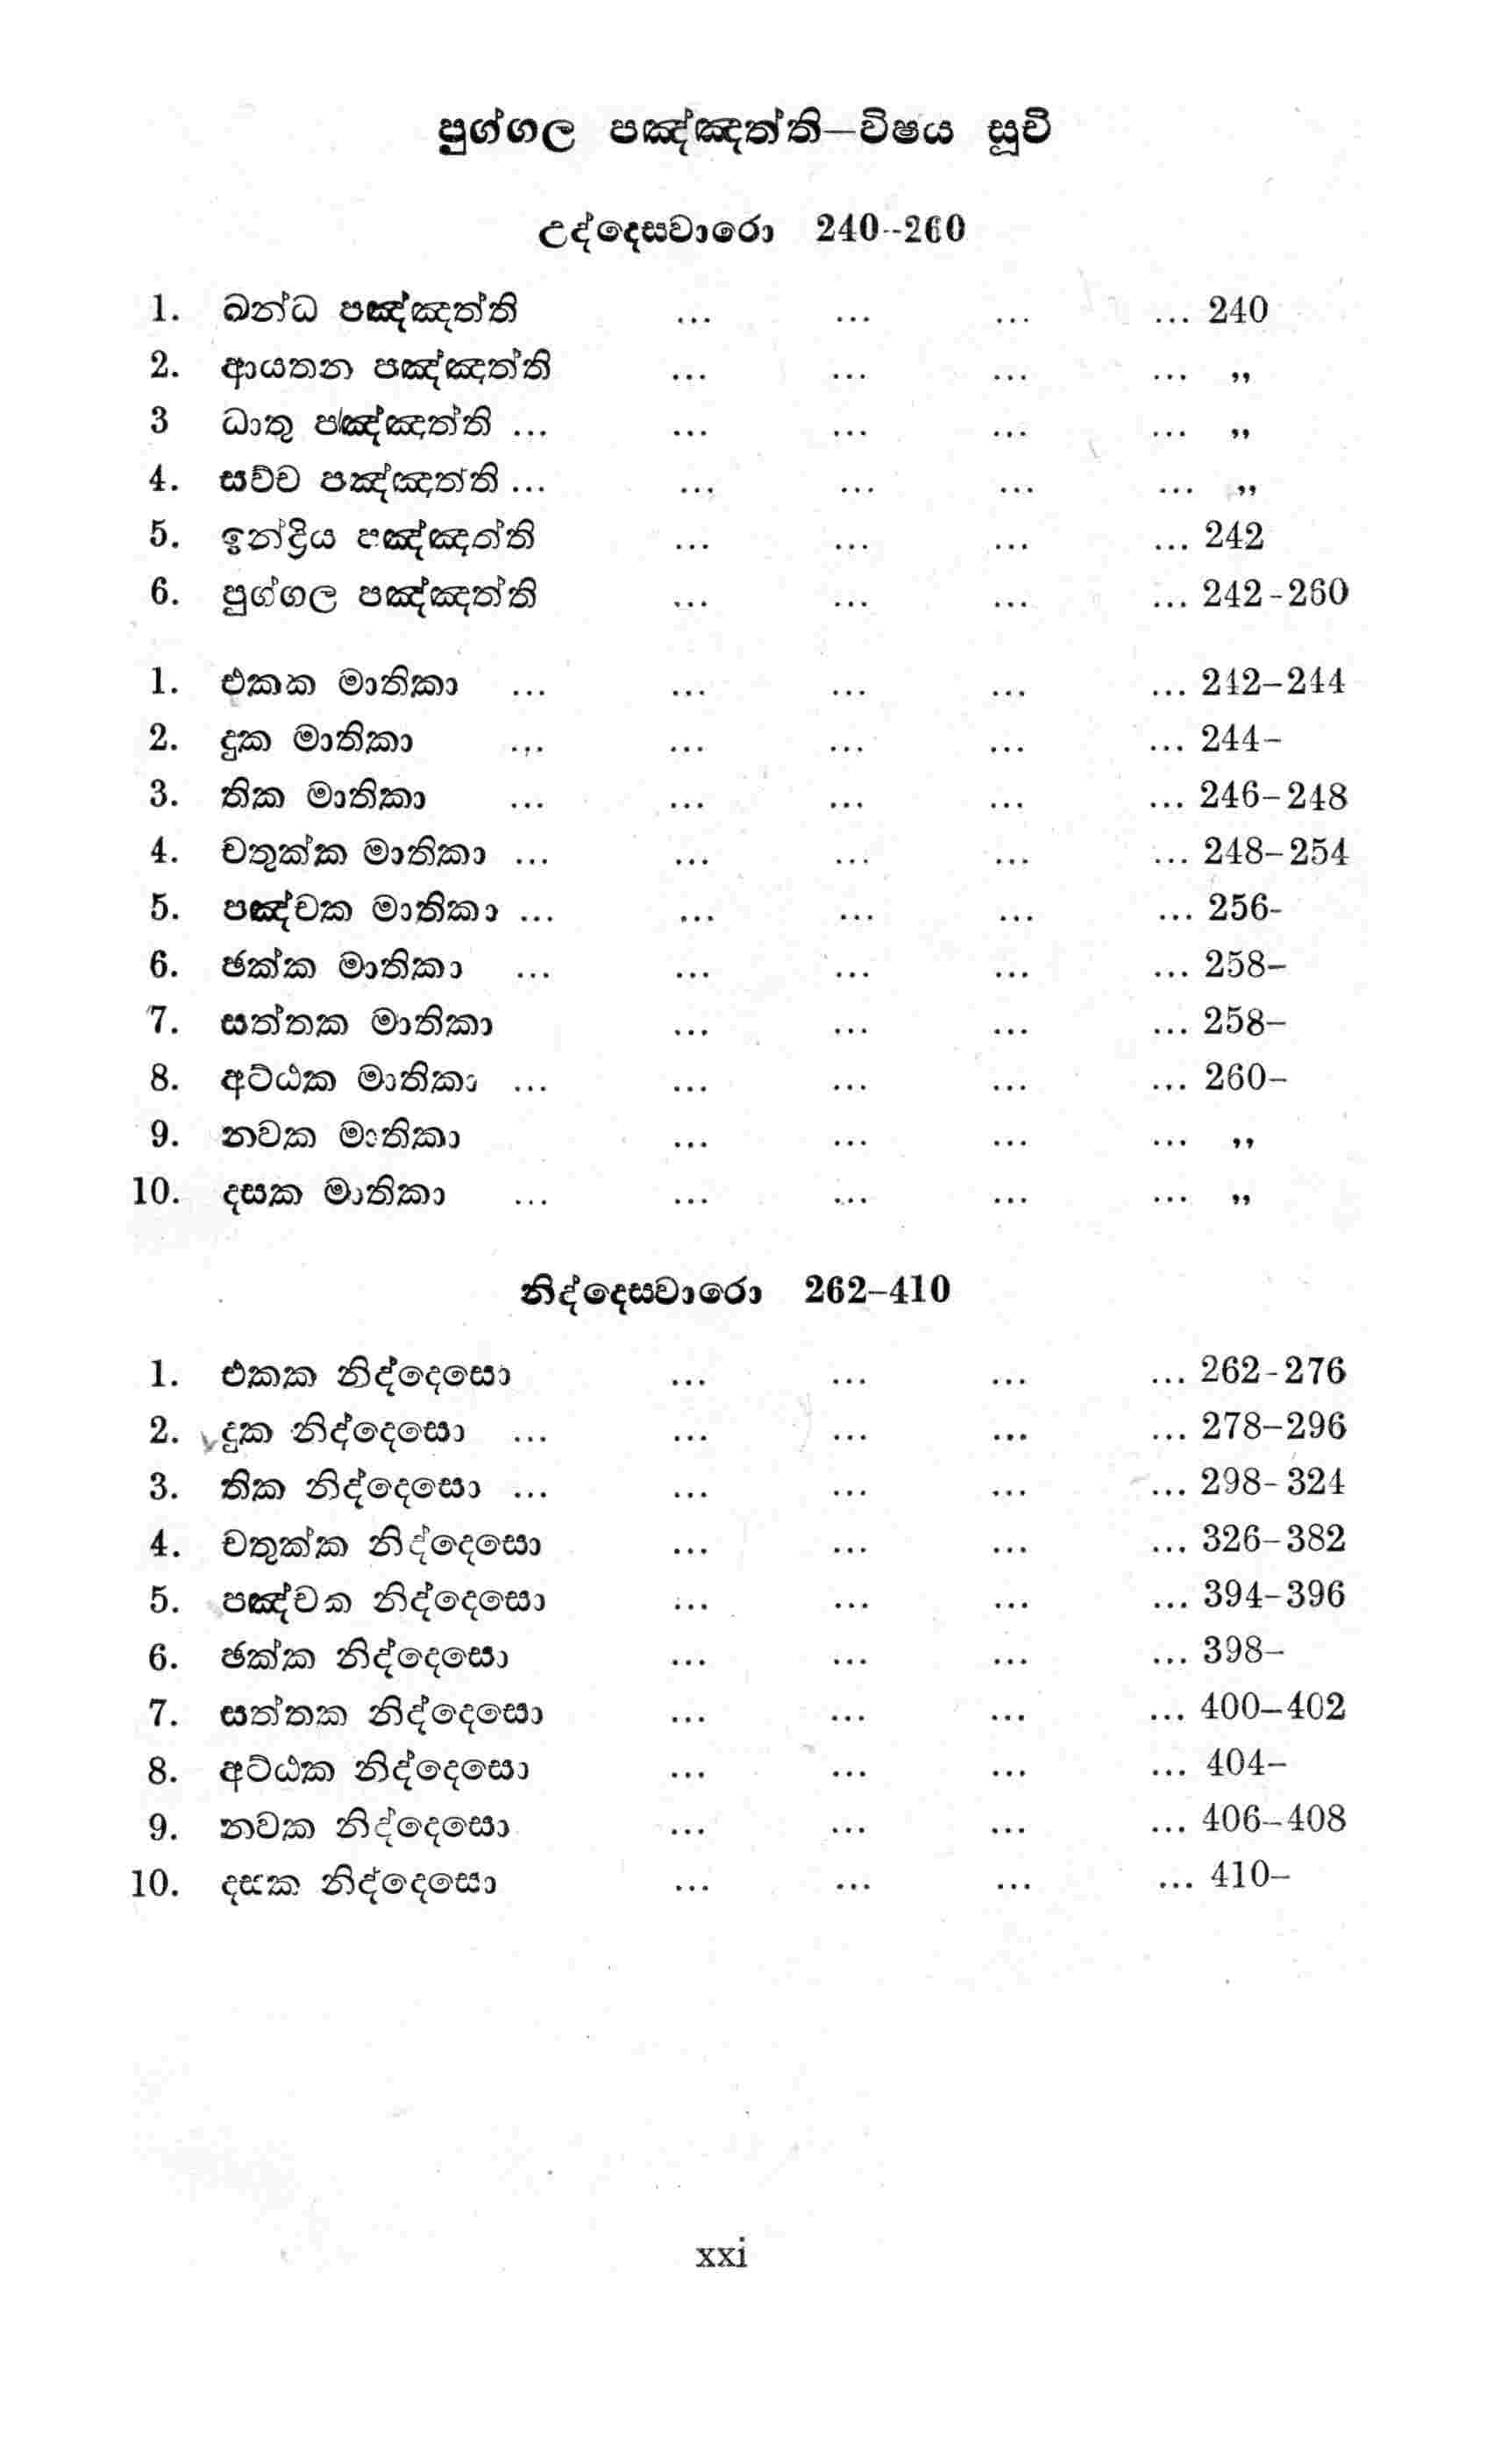 පුග්ගල පඤ්ඤත්ති—විෂය සූචි
උද්දෙසවාරො 240--260
1. ඛන්ධ පඤ්ඤත්ති ... ... ... ... 240
2. ආයතන පඤ්ඤත්ති ... ... ... ... ,,
3 ධාතු පඤ්ඤත්ති ... ... ... ... ... ,,
4. සච්ච පඤ්ඤත්ති ... ... ... ... ... ,,
5. ඉන්ද්‍රිය පඤ්ඤත්ති ... ... ... ... 242
6. පුග්ගල පඤ්ඤත්ති ... ... ... ... 242-260
1. එකක මාතිකා ... ... ... ... ... 242–244
2. දුක මාතිකා ... ... ... ... ... 244–
3. තික මාතිකා ... ... ... ... ... 246–248
4. චතුක්ක මාතිකා ... ... ... ... ... 248–254
5. පඤ්චක මාතිකා ... ... ... ... ... 256-
6. ඡක්ක මාතිකා ... ... ... ... ... 258–
7. සත්තක මාතිකා ... ... ... ... 258–
8. අට්ඨක මාතිකා ... ... ... ... ... 260–
9. නවක මාතිකා ... ... ... ... ,,
10. දසක මාතිකා ... ... ... ... ... ,,
නිද්දෙසවාරො 262–410
1. එකක නිද්දෙසො ... ... ... ... 262-276
2. දුක නිද්දෙසො ... ... ... ... ... 278–296
3. තික නිද්දෙසො ... ... ... ... ... 298-324
4. චතුක්ක නිද්දෙසො ... ... ... ... 326–382
5. පඤ්චක නිද්දෙසො ... ... ... ... 394-396
6. ඡක්ක නිද්දෙසො ... ... ... ... 398–
7. සත්තක නිද්දෙසො ... ... ... ... 400–402
8. අට්ඨක නිද්දෙසො ... ... ... ... 404–
9. නවක නිද්දෙසො ... ... ... ... 406–408
10. දසක නිද්දෙසො ... ... ... ... 410–
xxi